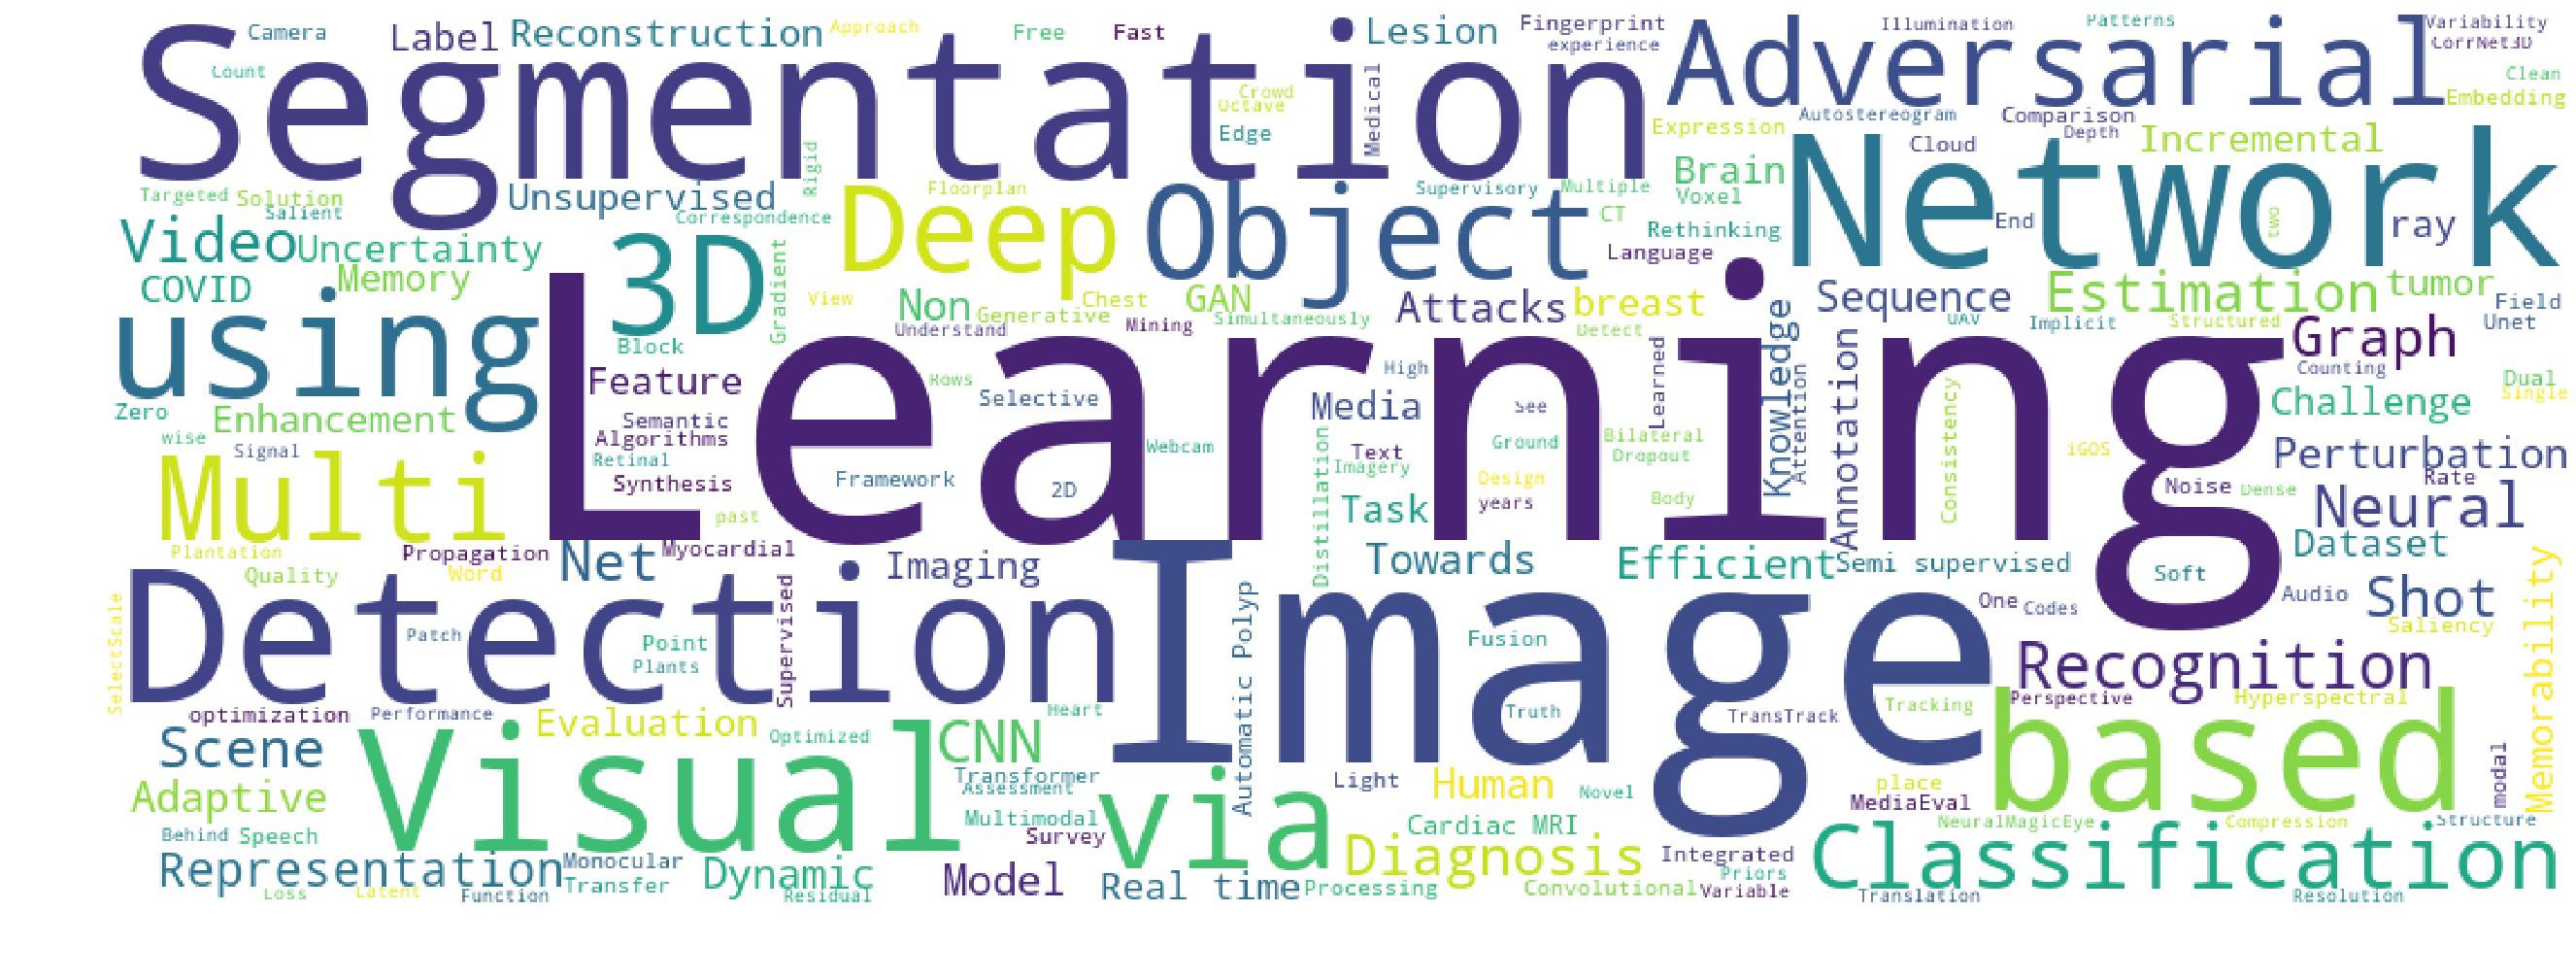 Segmentation
Camera
Label
Reconstruction
Approach
Free
Fast
Lesion
Fingerprint
experience
Adversarial
Illumination
Patterns
Variability
CorrNet3D
Count
Crowd
Octave
Edge
Medical
Clean
Embedding
Autostereogram
Comparison
Expression
Depth
Incremental
Cloud
Network
Rigid
Brain
Voxel
Targeted
Solution
Salient
Unsupervised
Correspondence
Floorplan
Deep
Object
Supervisory
Multiple
CT
Rethinking
Language
End
two
ray
Video
Uncertainty
3D
Gradient
COVID
Memory
View
Non
Generative
Chest
GAN
Understand
Mining
Simultaneously
Attacks
breast
Detect
Sequence
Estimation
tumor
Field
UAV
Implicit
Structured
Unet
using
Block
Learning
Knowledge
Graph
Counting
Feature
Rows
Selective
High
Learned
Attention
Annotation
Dual
Single
Zero
Enhancement
Semantic
Algorithms
Media
See
Consistency
Challenge
wise
Signal
Retinal
Webcam
Text
Imagery
Ground
Bilateral
Dropout
iGOS
Perturbation
Rate
Multi
Synthesis
Framework
2D
Distillation
Design
years
Body
Noise
Dense
Neural
past
Task
Plantation
Propagation
Net
Myocardial
Imaging
Towards
Efficient
Semi supervised
Dataset
Quality
Word
Soft
Detection
Image
One
Codes
Audio
Shot
Saliency
Memorability
SelectScale
Patch
Point
Plants
Supervised
Automatic Polyp
Fusion
Recognition
Perspective
Hyperspectral
optimization
Performance
Evaluation
Heart
Truth
TransTrack
Tracking
based
Scene
Visual
Optimized
CNN
modal
Adaptive
Transformer
Assessment
via
Light
Human
Novel
place
MediaEval
Behind
Speech
Multimodal
Survey
Cardiac MRI
NeuralMagicEye
Compression
Structure
Representation
Monocular
Transfer
Dynamic
Residual
Model
Real time
Diagnosis
Processing
Convolutional
Integrated
Priors
Variable
Classification
Translation
Resolution
Loss
Latent
Function